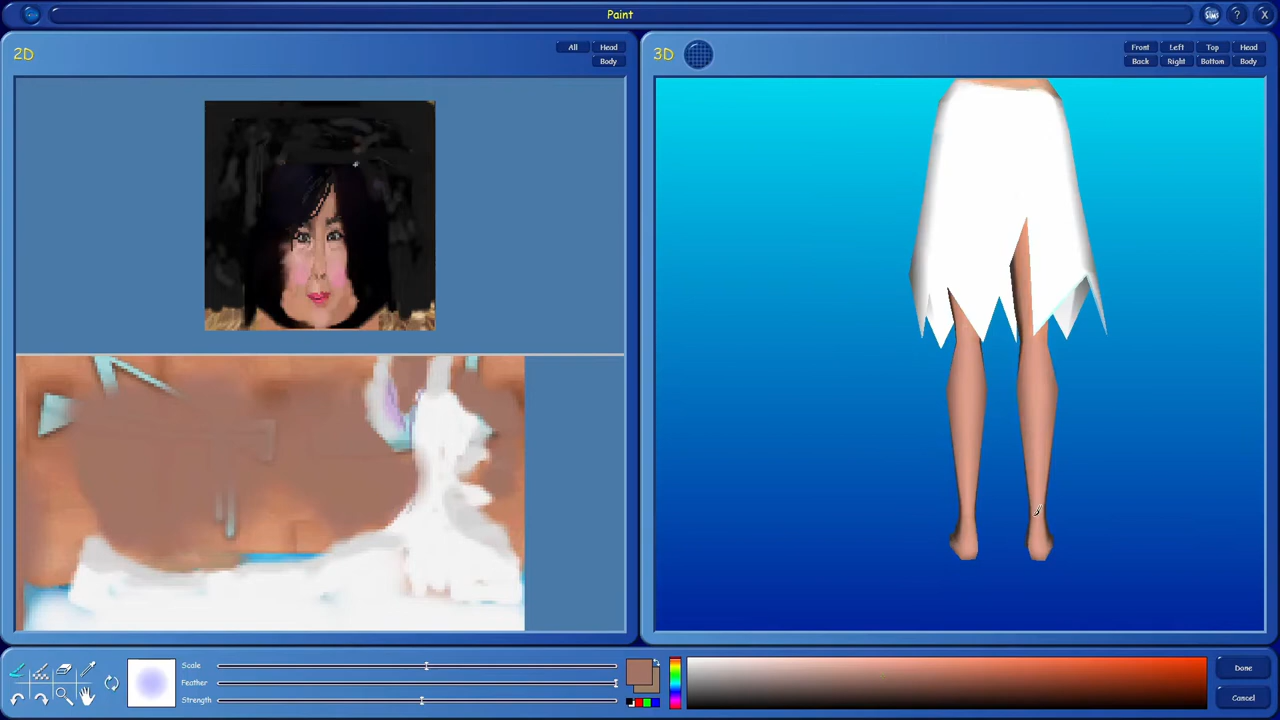 Paint
SiMS ? X
2D
All Head
Body
3D
Front Left Top Head
Back Right Bottom Body
Scale
Feather
Strength
Done
Cancel